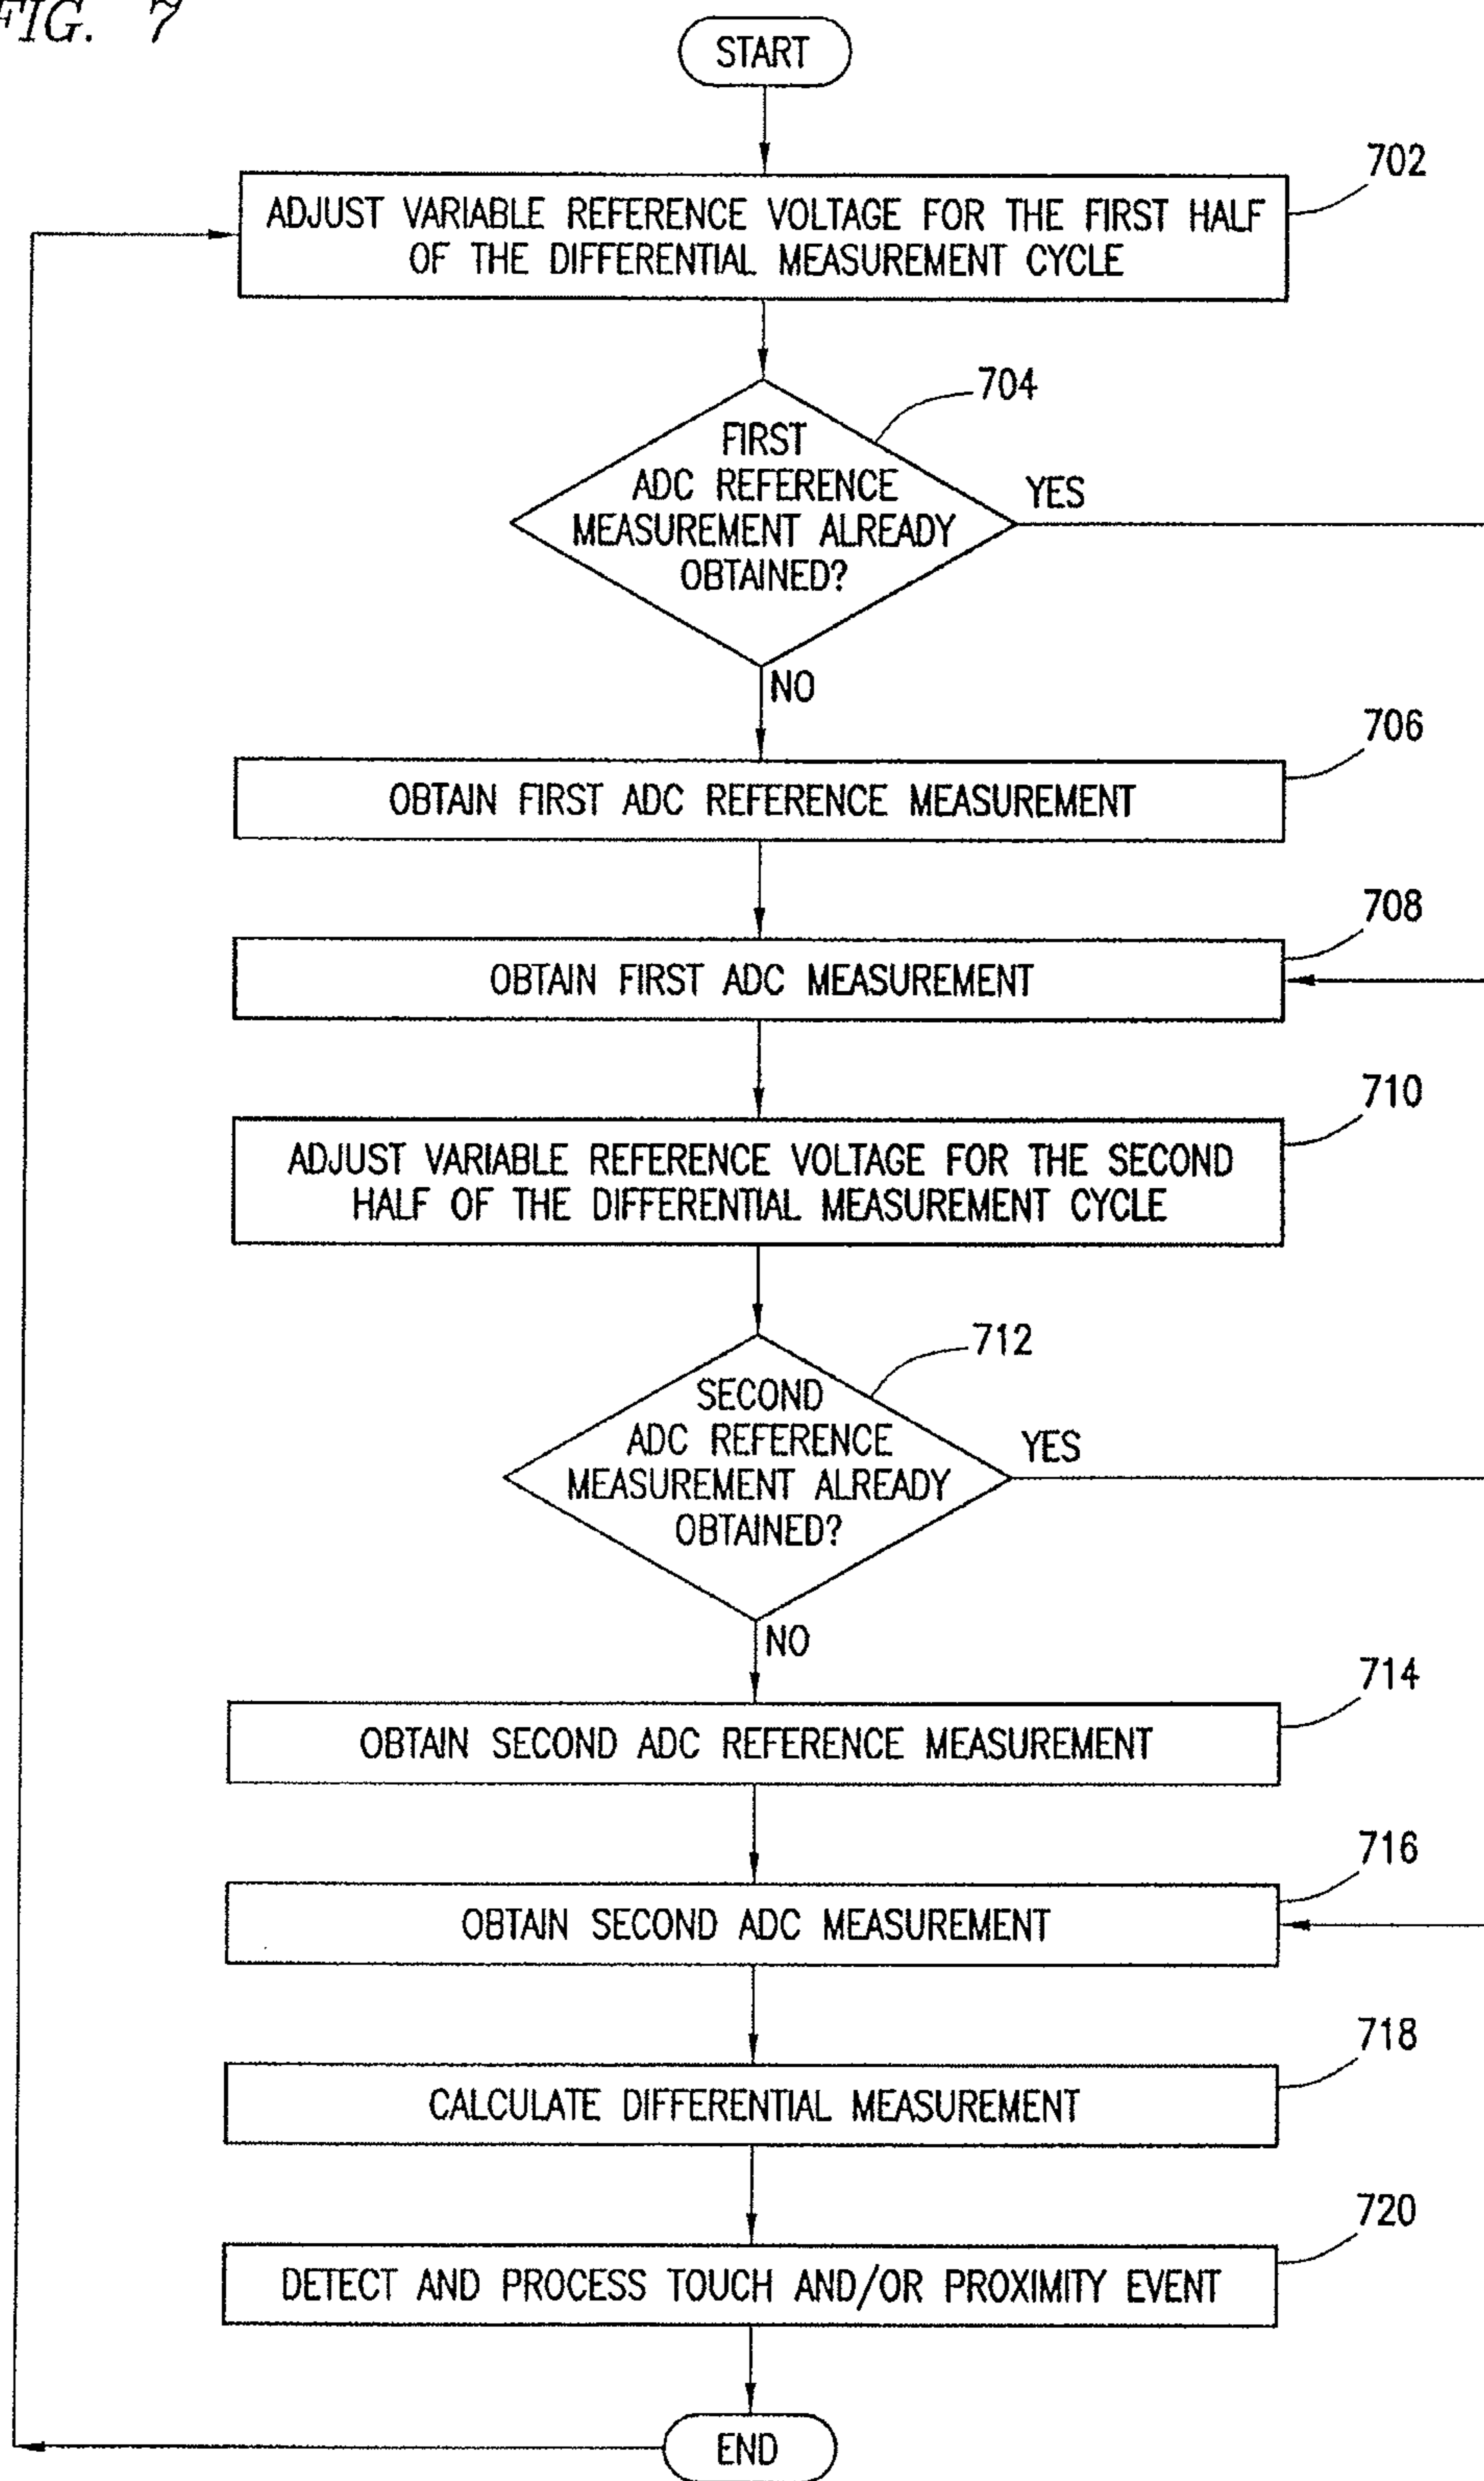 FIG. 7
START
702
ADJUST VARIABLE REFERENCE VOLTAGE FOR THE FIRST HALF
OF THE DIFFERENTIAL MEASUREMENT CYCLE
704
FIRST
ADC REFERENCE
MEASUREMENT ALREADY
OBTAINED?
YES
NO
706
OBTAIN FIRST ADC REFERENCE MEASUREMENT
708
OBTAIN FIRST ADC MEASUREMENT
710
ADJUST VARIABLE REFERENCE VOLTAGE FOR THE SECOND
HALF OF THE DIFFERENTIAL MEASUREMENT CYCLE
712
SECOND
ADC REFERENCE
MEASUREMENT ALREADY
OBTAINED?
YES
NO
714
OBTAIN SECOND ADC REFERENCE MEASUREMENT
716
OBTAIN SECOND ADC MEASUREMENT
718
CALCULATE DIFFERENTIAL MEASUREMENT
720
DETECT AND PROCESS TOUCH AND/OR PROXIMITY EVENT
END